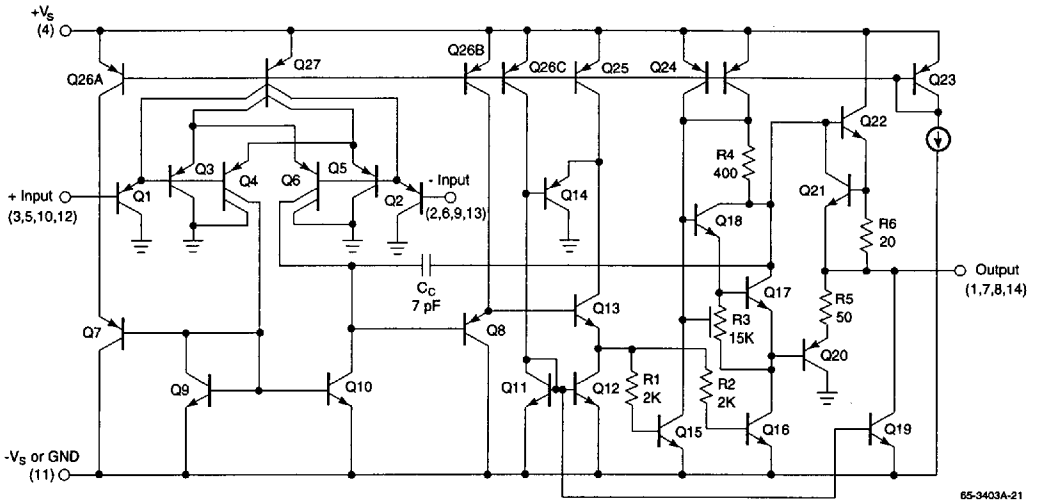 +VS
(4)
Q26A
Q27
Q26B
Q26C
Q25
Q24
Q23
Q22
Q3
Q4
Q6
Q5
- Input
(2,6,9,13)
+ Input
(3,5,10,12)
Q1
Q2
Q14
R4
400
Q18
Q21
R6
20
Output
(1,7,8,14)
CC
7 pF
Q13
Q17
R3
15K
R5
50
Q7
Q8
Q20
Q9
Q10
Q11
Q12
R1
2K
R2
2K
Q15
Q16
Q19
-VS or GND
(11)
65-3403A-21